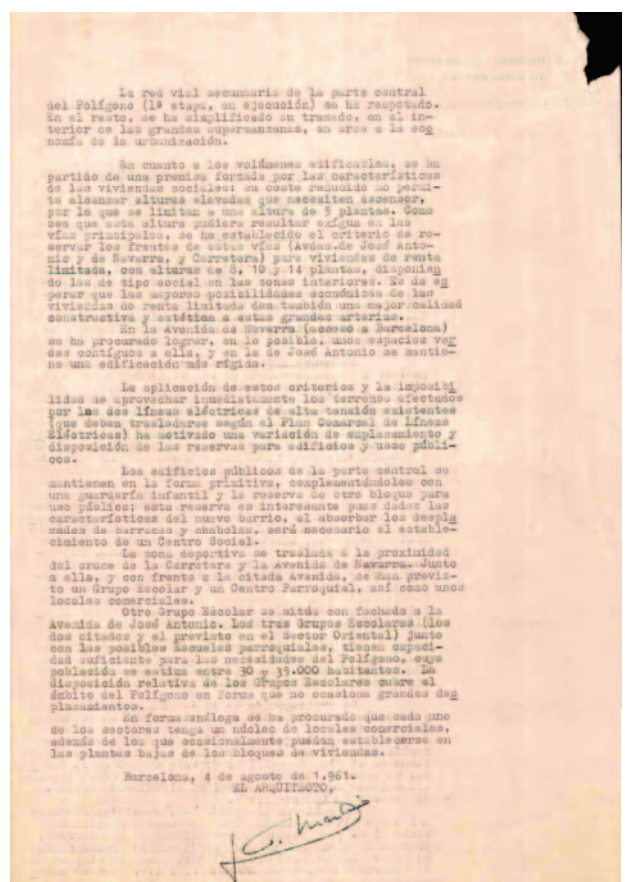 La red vial secundaria de la parte central
del Polígono (1ª etapa, en ejecución) se ha respetado.
En el resto, se ha simplificado su trazado, en el in-
terior de las grandes supermanzanas, en aras a la eco
nomía de la urbanización.
En cuanto a los volúmenes edificables, se ha
partido de una premisa formada por las características
de las viviendas sociales: su coste reducido no permi-
te alcanzar alturas elevadas que necesiten ascensor,
por lo que se limitan a una altura de 5 plantas. Como
sea que esta altura pudiera resultar exigua en las
vías principales, se ha establecido el criterio de re-
servar los frentes de estas vías (Avdas.de José Anto-
nio y de Navarra, y Carretera) para viviendas de renta
limitada, con alturas de 8, 10 y 14 plantas, disponien
do las de tipo social en las zonas interiores. Es de es
perar que las mayores posibilidades económicas de las
viviendas de renta limitada den también una mejor calidad
constructiva y estética a estas grandes arterias.
En la Avenida de Navarra (acceso a Barcelona)
se ha procurado lograr, en lo posible, unos espacios ver
des contiguos a ella, y en la de José Antonio se mantie-
ne una edificación más rígida.
La aplicación de estos criterios y la imposibi
lidad de aprovechar inmediatamente los terrenos afectados
por las dos líneas eléctricas de alta tensión existentes
(que deben trasladarse según el Plan Comarcal de Líneas
Eléctricas) ha motivado una variación de emplazamiento y
disposición de las reservas para edificios y usos públi-
cos.
Los edificios públicos de la parte central se
mantienen en la forma primitiva, complementándolos con
una guardería infantil y la reserva de otro bloque para
uso público; esta reserva es interesante pues dadas las
características del nuevo barrio, al absorber los despla
zados de barracas y chabolas, será necesario el estable-
cimiento de un Centro Social.
La zona deportiva se traslada a la proximidad
del cruce de la Carretera y la Avenida de Navarra. Junto
a ella, y con frente a la citada Avenida, se han previs-
to un Grupo Escolar y un Centro Parroquial, así como unos
locales comerciales.
Otro Grupo Escolar se sitúa con fachada a la
Avenida de José Antonio. Los tres Grupos Escolares (los
dos citados y el previsto en el Sector Oriental) junto
con las posibles Escuelas parroquiales, tienen capaci-
dad suficiente para las necesidades del Polígono, cuya
población se estima entre 30 y 35.000 habitantes. La
disposición relativa de los Grupos Escolares cubre el
ámbito del Polígono en forma que no ocasiona grandes des
plazamientos.
En forma análoga se ha procurado que cada uno
de los sectores tenga un núcleo de locales comerciales,
además de los que ocasionalmente puedan establecerse en
las plantas bajas de los bloques de viviendas.
Barcelona, 4 de agosto de 1.961.
EL ARQUITECTO,